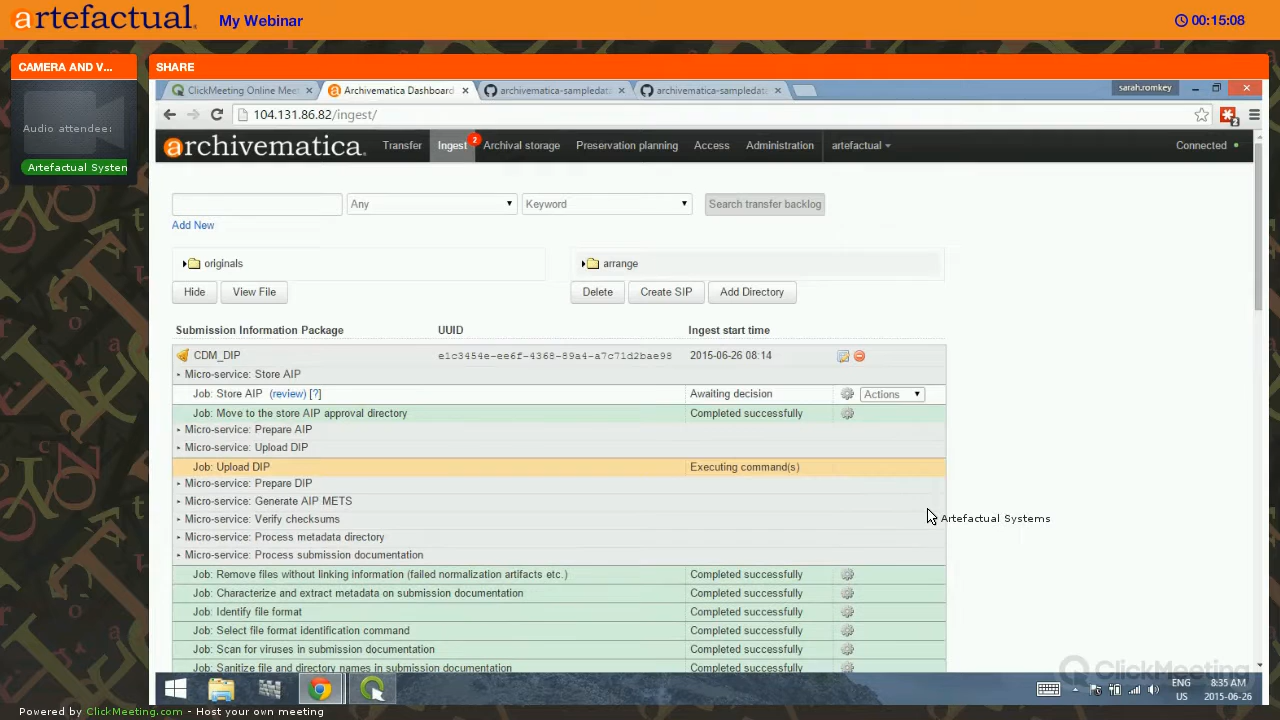 artefactual. My Webinar 00:15:08
CAMERA AND V... SHARE
ClickMeeting Online Meet × Archivematica Dashboard × archivematica-sampledata × archivematica-sampledata × sarah.romkey
104.131.86.82/ingest/ 2
Audio attendee:
Artefactual System
archivematica. Transfer Ingest 2 Archival storage Preservation planning Access Administration artefactual Connected
Any Keyword Search transfer backlog
Add New
originals arrange
Hide View File Delete Create SIP Add Directory
Submission Information Package UUID Ingest start time
CDM_DIP e1c3454e-ee6f-4368-89a4-a7c71d2bae98 2015-06-26 08:14
Micro-service: Store AIP
Job: Store AIP (review) [?] Awaiting decision Actions
Job: Move to the store AIP approval directory Completed successfully
Micro-service: Prepare AIP
Micro-service: Upload DIP
Job: Upload DIP Executing command(s)
Micro-service: Prepare DIP
Micro-service: Generate AIP METS
Micro-service: Verify checksums
Artefactual Systems
Micro-service: Process metadata directory
Micro-service: Process submission documentation
Job: Remove files without linking information (failed normalization artifacts etc.) Completed successfully
Job: Characterize and extract metadata on submission documentation Completed successfully
Job: Identify file format Completed successfully
Job: Select file format identification command Completed successfully
Job: Scan for viruses in submission documentation Completed successfully
Job: Sanitize file and directory names in submission documentation Completed successfully
ClickMeeting
ENG 8:35 AM
US 2015-06-26
Powered by ClickMeeting.com - Host your own meeting